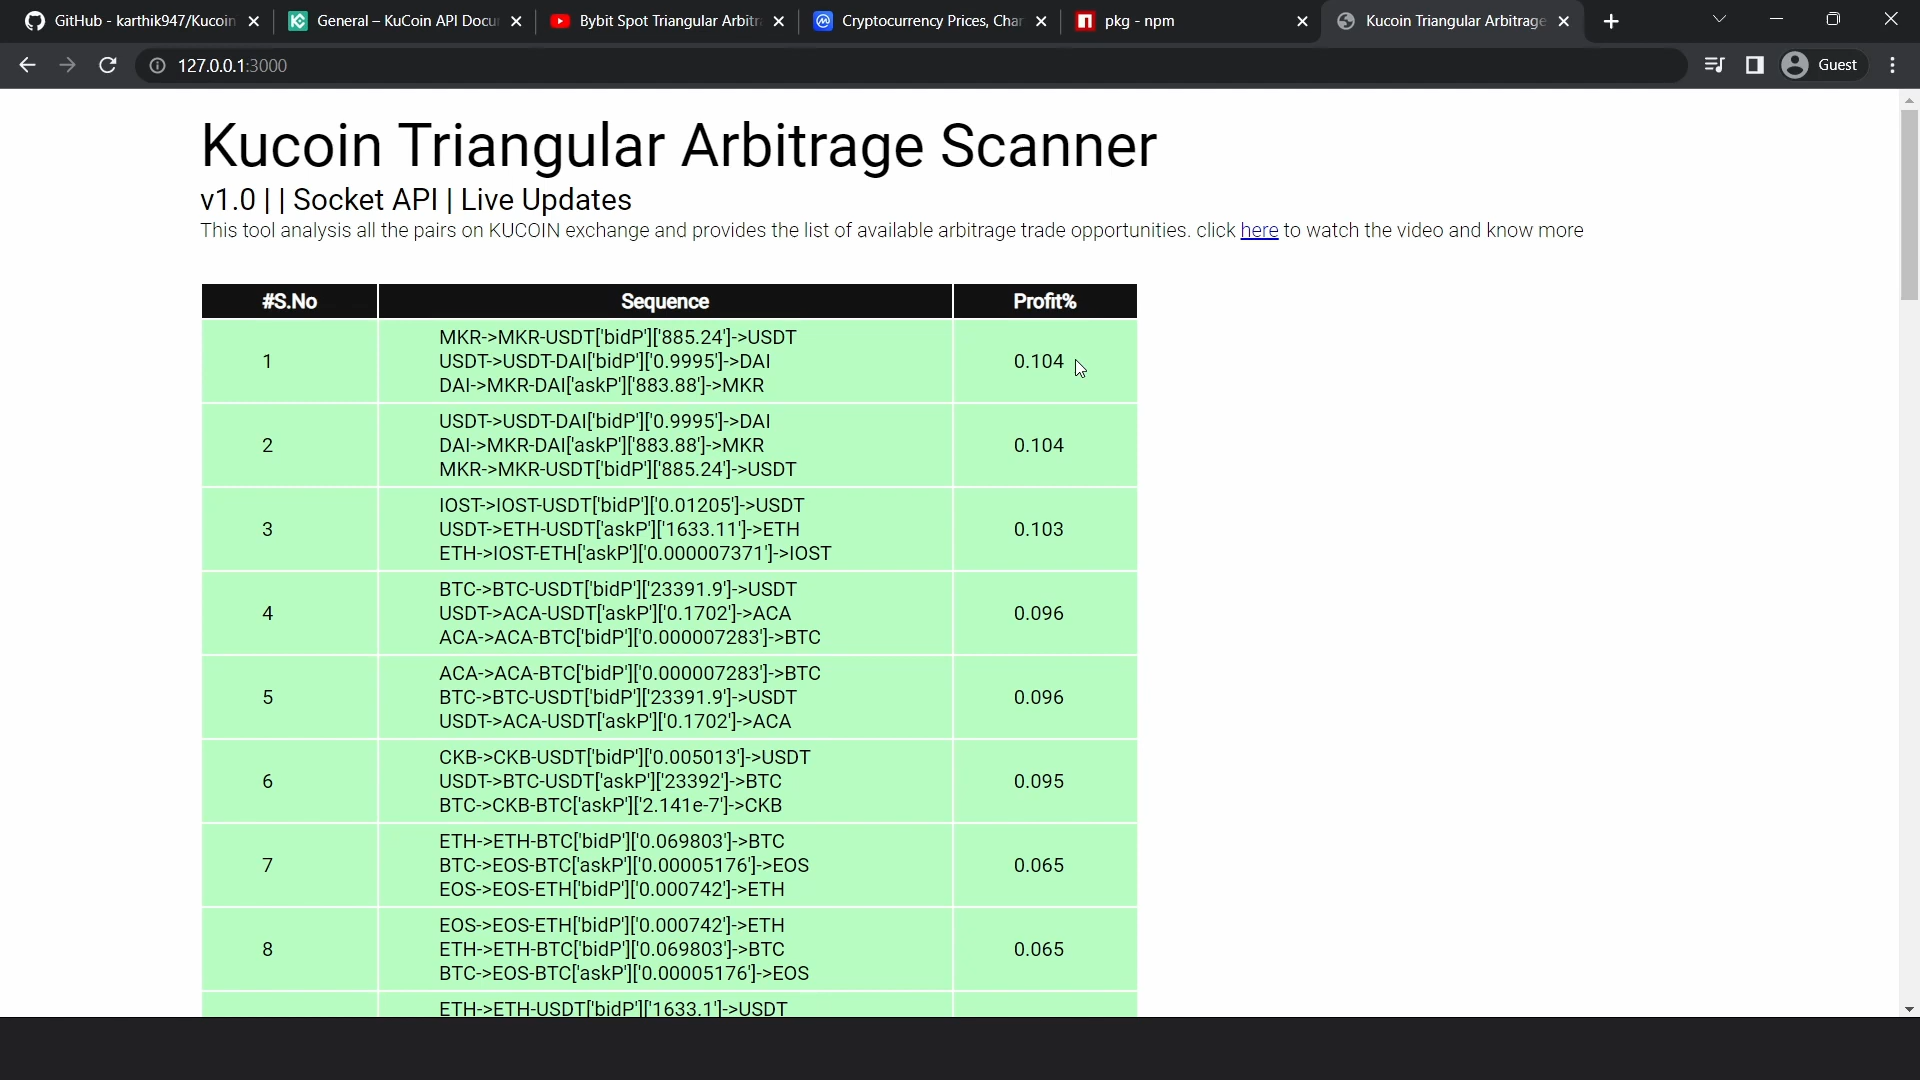 GitHub - karthik947/Kucoin
General – KuCoin API Docu
Bybit Spot Triangular Arbitr
Cryptocurrency Prices, Char
pkg - npm
Kucoin Triangular Arbitrage
127.0.0.1:3000
Guest
Kucoin Triangular Arbitrage Scanner
v1.0 | | Socket API | Live Updates
This tool analysis all the pairs on KUCOIN exchange and provides the list of available arbitrage trade opportunities. click here to watch the video and know more
#S.No Sequence Profit%
MKR->MKR-USDT['bidP']['885.24']->USDT
1 USDT->USDT-DAI['bidP']['0.9995']->DAI 0.104
DAI->MKR-DAI['askP']['883.88']->MKR
USDT->USDT-DAI['bidP']['0.9995']->DAI
2 DAI->MKR-DAI['askP']['883.88']->MKR 0.104
MKR->MKR-USDT['bidP']['885.24']->USDT
IOST->IOST-USDT['bidP']['0.01205']->USDT
3 USDT->ETH-USDT['askP']['1633.11']->ETH 0.103
ETH->IOST-ETH['askP']['0.000007371']->IOST
BTC->BTC-USDT['bidP']['23391.9']->USDT
4 USDT->ACA-USDT['askP']['0.1702']->ACA 0.096
ACA->ACA-BTC['bidP']['0.000007283']->BTC
ACA->ACA-BTC['bidP']['0.000007283']->BTC
5 BTC->BTC-USDT['bidP']['23391.9']->USDT 0.096
USDT->ACA-USDT['askP']['0.1702']->ACA
CKB->CKB-USDT['bidP']['0.005013']->USDT
6 USDT->BTC-USDT['askP']['23392']->BTC 0.095
BTC->CKB-BTC['askP']['2.141e-7']->CKB
ETH->ETH-BTC['bidP']['0.069803']->BTC
7 BTC->EOS-BTC['askP']['0.00005176']->EOS 0.065
EOS->EOS-ETH['bidP']['0.000742']->ETH
EOS->EOS-ETH['bidP']['0.000742']->ETH
8 ETH->ETH-BTC['bidP']['0.069803']->BTC 0.065
BTC->EOS-BTC['askP']['0.00005176']->EOS
ETH->ETH-USDT['bidP']['1633.1']->USDT